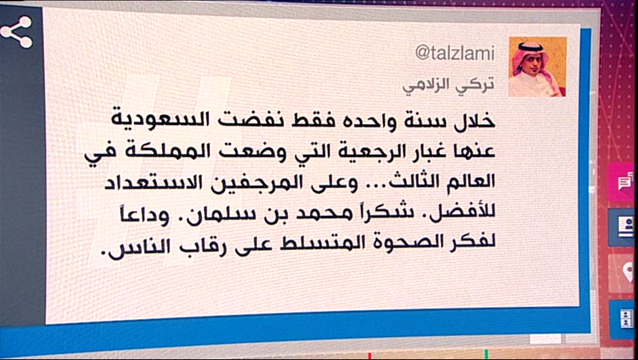 @talzlami
تركي الزلامي
خلال سنة واحده فقط نفضت السعودية
عنها غبار الرجعية التي وضعت المملكة في
العالم الثالث... وعلى المرجفين الاستعداد
للأفضل. شكراً محمد بن سلمان. وداعاً
لفكر الصحوة المتسلط على رقاب الناس.